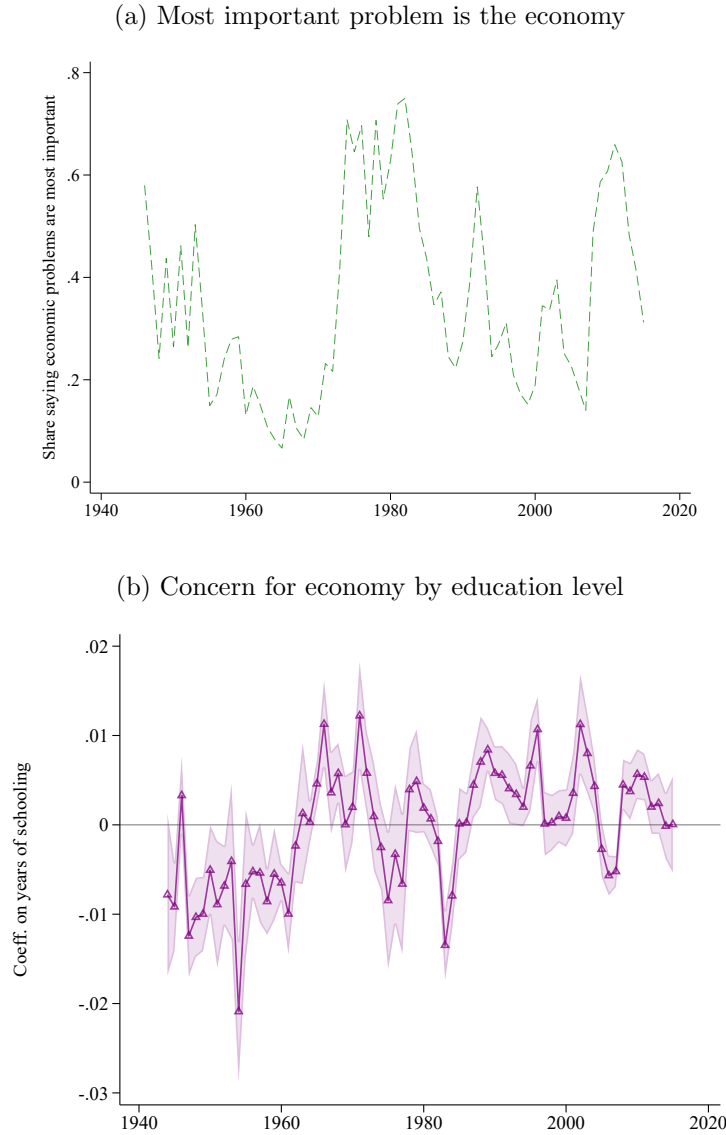 (a) Most important problem is the economy
Share saying economic problems are most important
.8
.6
.4
.2
0
1940 1960 1980 2000 2020
(b) Concern for economy by education level
Coeff. on years of schooling
.02
.01
0
-.01
-.02
-.03
1940 1960 1980 2000 2020